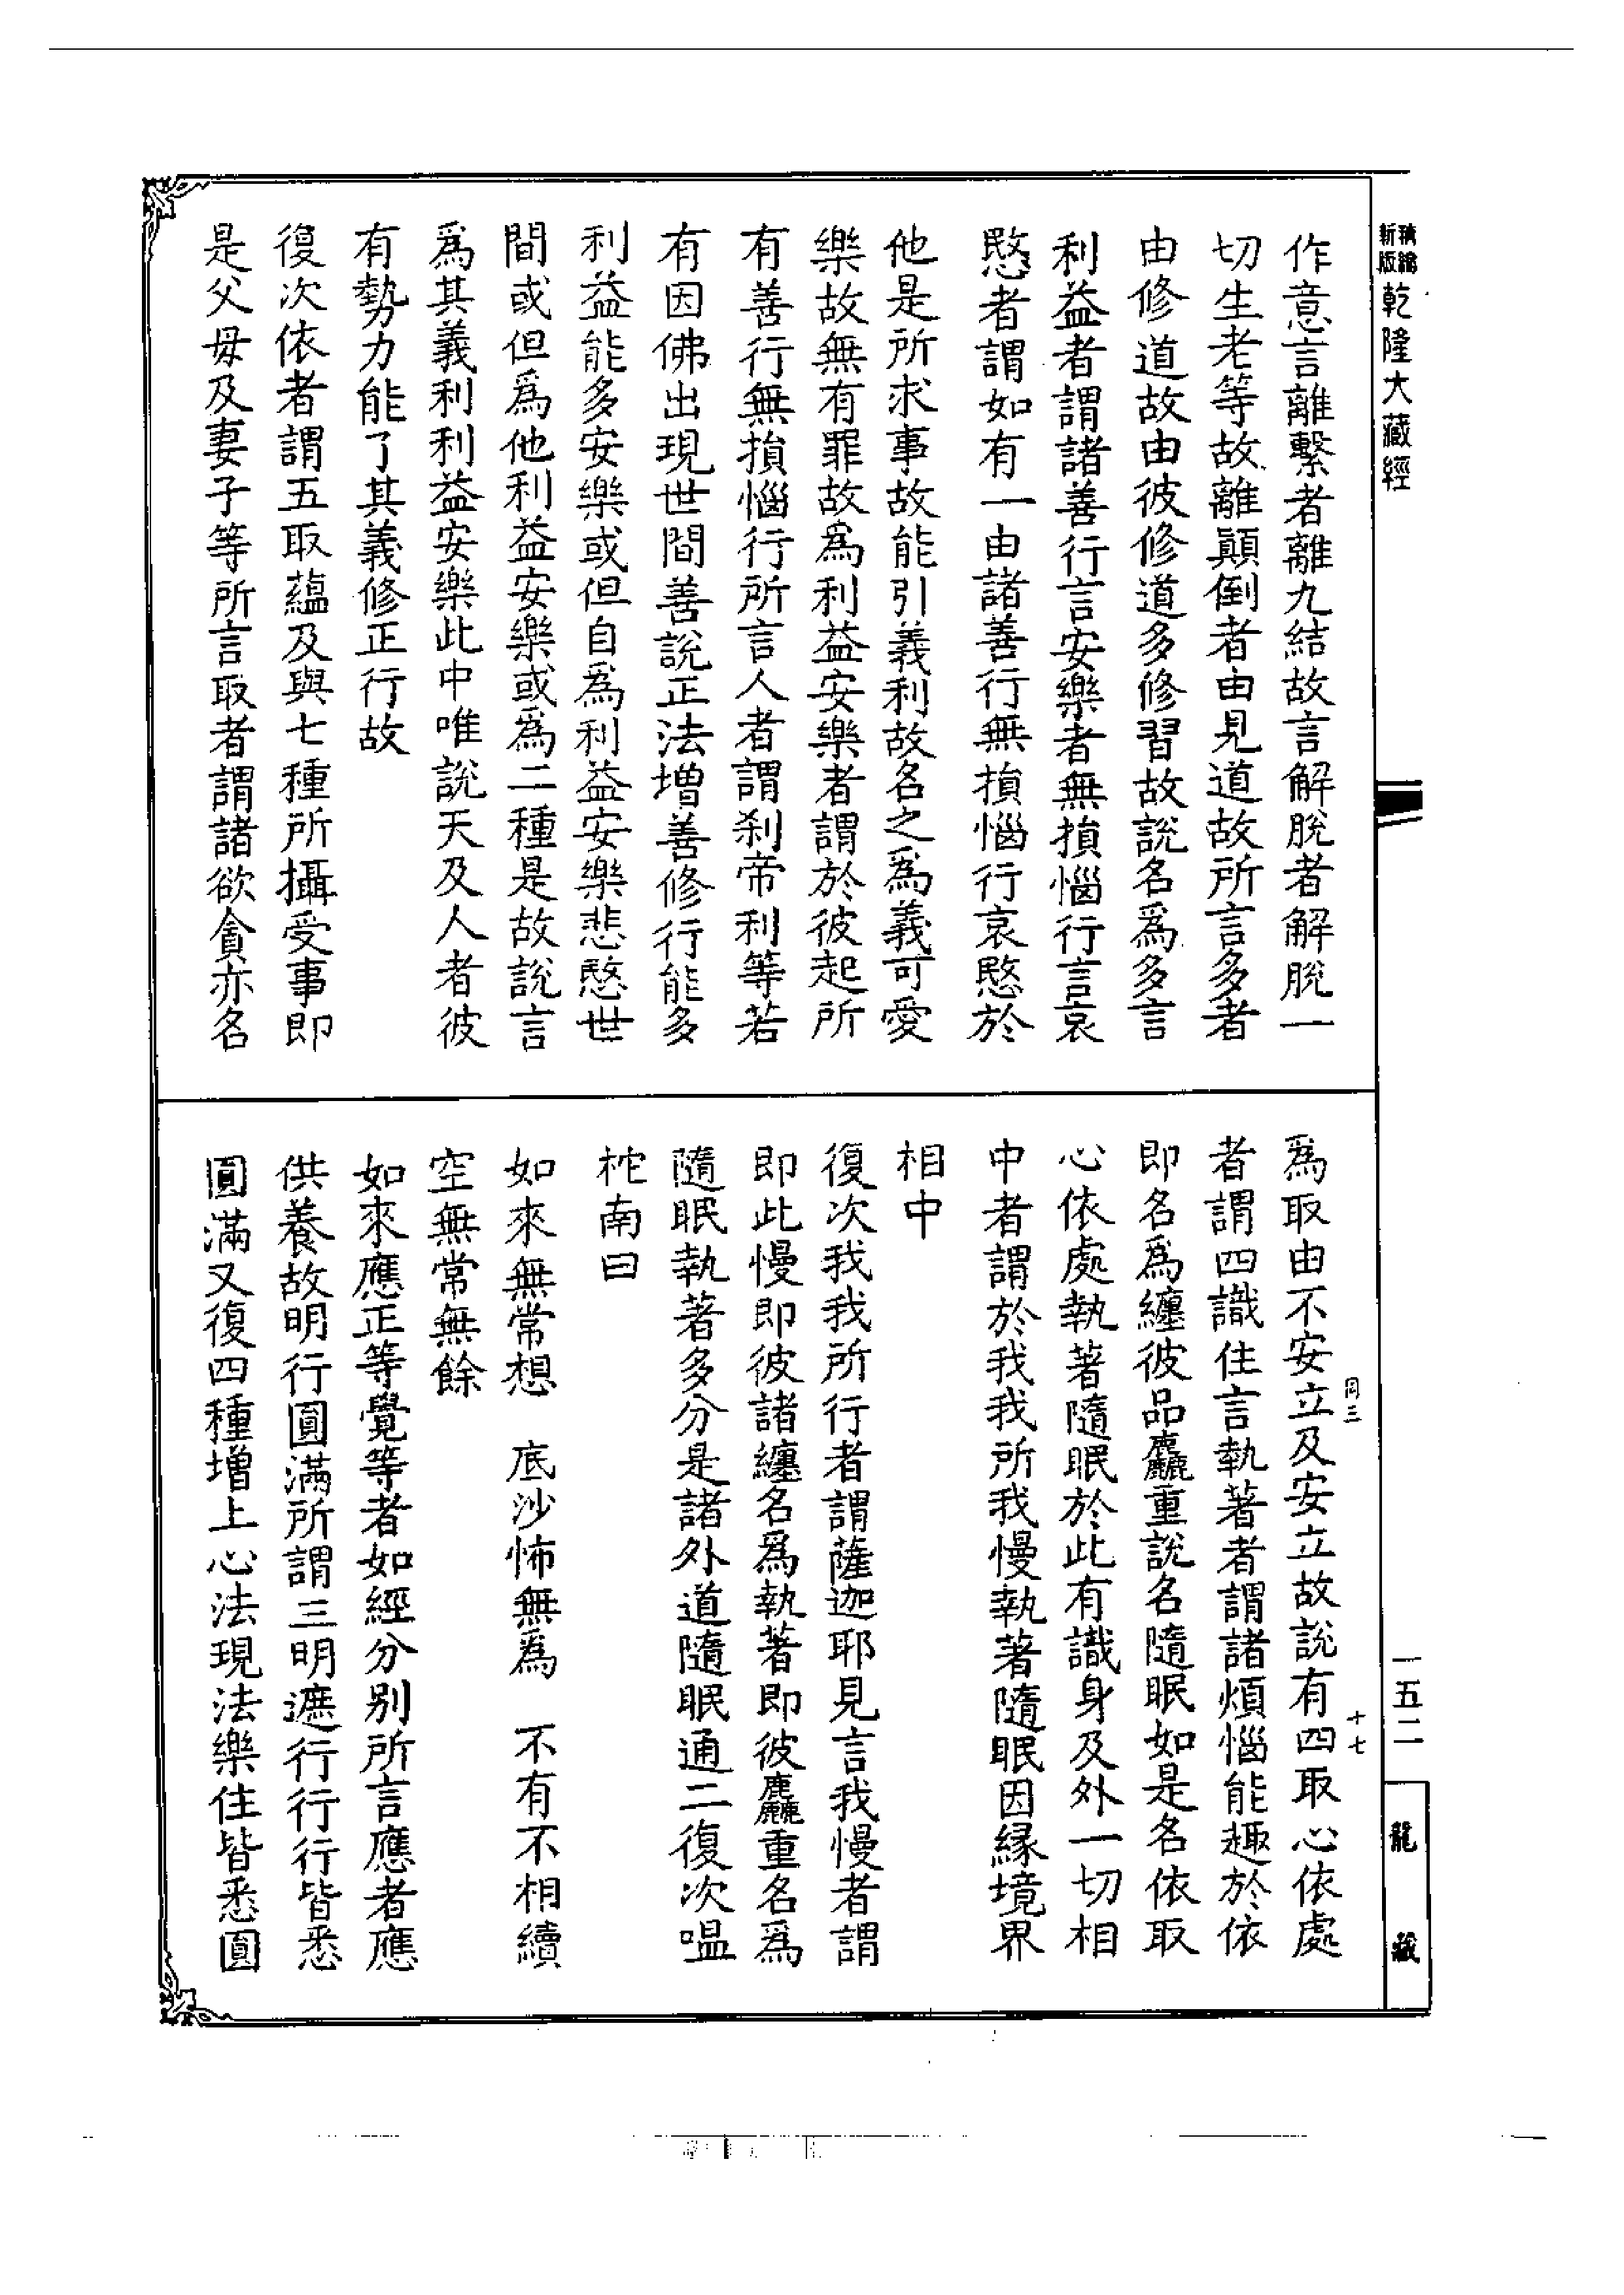 新版
精縮
乾隆大藏經
作意言離繫者離九結故言解脫者解脫一
切生老等故離顛倒者由見道故所言多者
由修道故由彼修道多修習故說名為多言
利益者謂諸善行言安樂者無損惱行言哀
愍者謂如有一由諸善行無損惱行哀愍於
他是所求事故能引義利故名之為義可愛
樂故無有罪故為利益安樂者謂於彼起所
有善行無損惱行所言人者謂刹帝利等若
有因佛出現世間善說正法增善修行能多
利益能多安樂或但自為利益安樂悲愍世
間或但為他利益安樂或為二種是故說言
為其義利利益安樂此中唯說天及人者彼
有勢力能了其義修正行故
復次依者謂五取蘊及與七種所攝受事即
是父母及妻子等所言取者謂諸欲貪亦名
為取由不安立及安立故說有四取心依處
者謂四識住言執著者謂諸煩惱能趣於依
即名為纏彼品麤重說名隨眠如是名依取
心依處執著隨眠於此有識身及外一切相
中者謂於我我所我慢執著隨眠因緣境界
相中
復次我我所行者謂薩迦耶見言我慢者謂
即此慢即彼諸纏名為執著即彼麤重名為
隨眠執著多分是諸外道隨眠通二復次嗢
柁南曰
如來無常想　底沙怖無為　不有不相續
空無常無餘
如來應正等覺等者如經分別所言應者應
供養故明行圓滿所謂三明遮行行行皆悉
圓滿又復四種增上心法現法樂住皆悉圓
同三
十七
一五二
龍藏